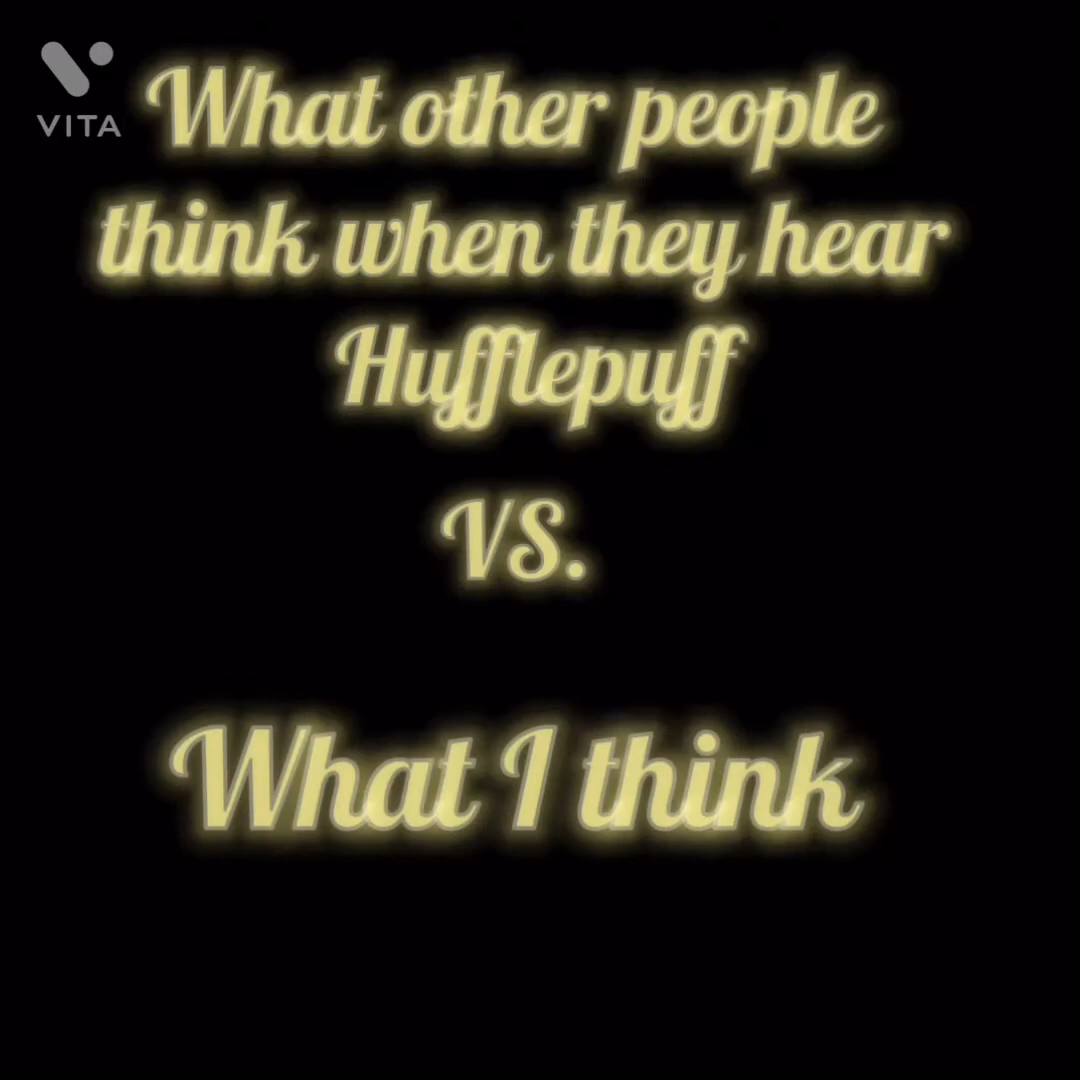 VITA
What other people
think when they hear
Hufflepuff
VS.
What I think